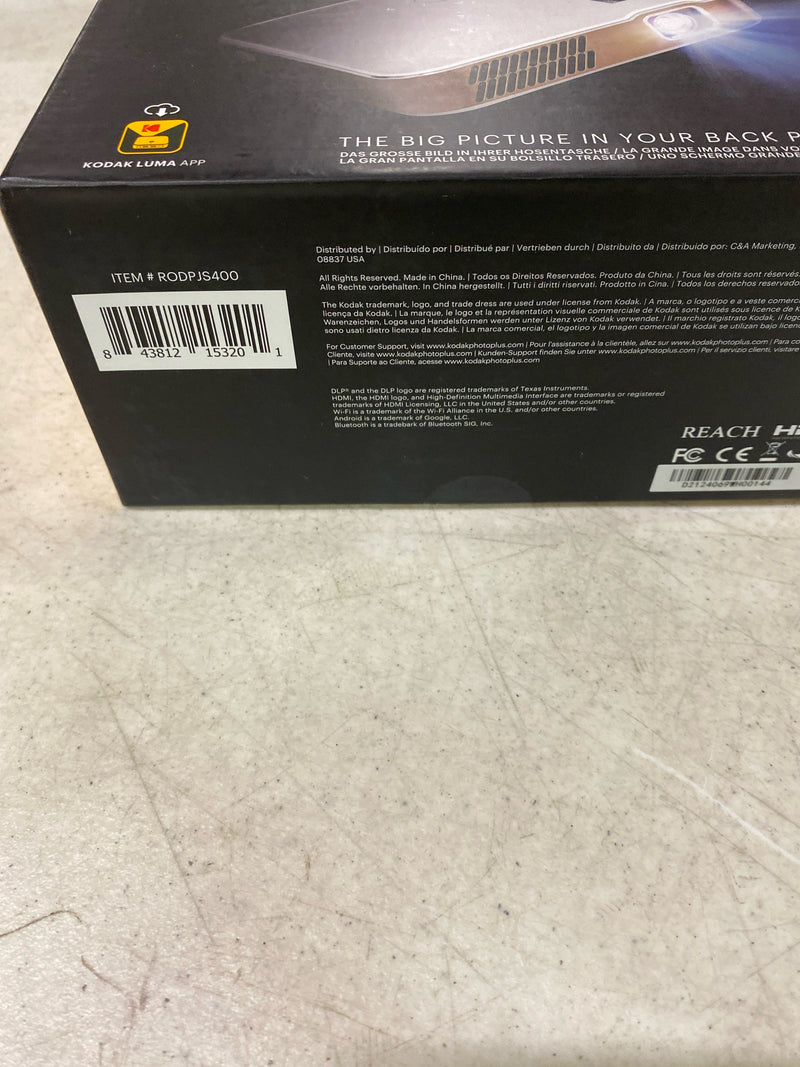 KODAK LUMA APP
THE BIG PICTURE IN YOUR BACK P
DAS GROSSE BILD IN IHRER HOSENTASCHE / LA GRANDE IMAGE DANS VO
LA GRAN PANTALLA EN SU BOLSILLO TRASERO / UNO SCHERMO GRANDE
ITEM # RODPJS400
8 43812 15320 1
Distributed by | Distribuído por | Distribué par | Vertrieben durch | Distribuito da | Distribuido por: C&A Marketing,
08837 USA
All Rights Reserved. Made in China. | Todos os Direitos Reservados. Produto da China. | Tous les droits sont réservés.
Alle Rechte vorbehalten. In China hergestellt. | Tutti i diritti riservati. Prodotto in Cina. | Todos los derechos reservados
The Kodak trademark, logo, and trade dress are used under license from Kodak. | A marca, o logotipo e a veste comerc
licença da Kodak. | La marque, le logo et la représentation visuelle commerciale de Kodak sont utilisés sous licence de K
Warenzeichen, Logos und Handelsformen werden unter Lizenz von Kodak verwendet. | Il marchio registrato Kodak, il logo
sono usati dietro licenza da Kodak. | La marca comercial, el logotipo y la imagen comercial de Kodak se utilizan bajo licenc
For Customer Support, visit www.kodakphotoplus.com | Pour l'assistance à la clientèle, allez sur www.kodakphotoplus.com | Para co
Cliente, visite www.kodakphotoplus.com | Kunden-Support finden Sie unter www.kodakphotoplus.com | Per il servizio clienti, visitare
| Para Suporte ao Cliente, acesse www.kodakphotoplus.com
DLP® and the DLP logo are registered trademarks of Texas Instruments.
HDMI, the HDMI logo, and High-Definition Multimedia Interface are trademarks or registered
trademarks of HDMI Licensing, LLC in the United States and/or other countries.
Wi-Fi is a trademark of the Wi-Fi Alliance in the U.S. and/or other countries.
Android is a trademark of Google, LLC.
Bluetooth is a tradebark of Bluetooth SIG, Inc.
REACH H
FC CE
D2124069WH00144